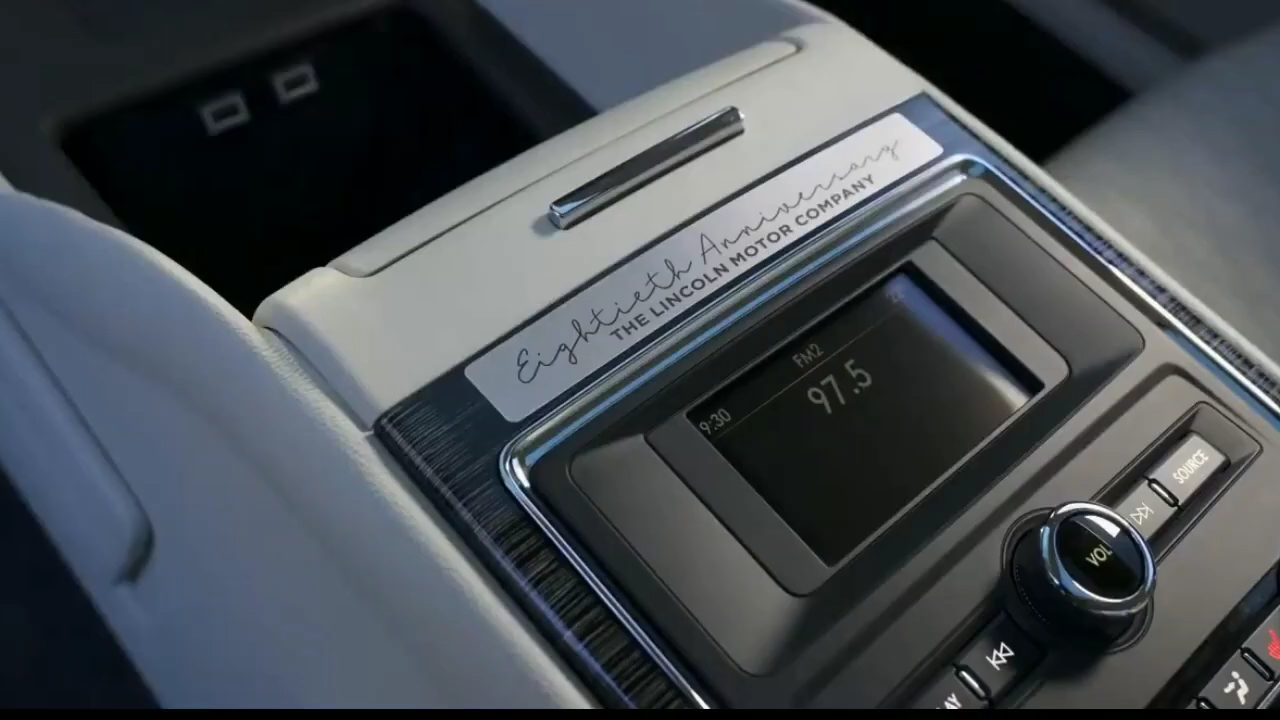 Eightieth Anniversary
THE LINCOLN MOTOR COMPANY
FM2
9:30
97.5
SOURCE
VOL